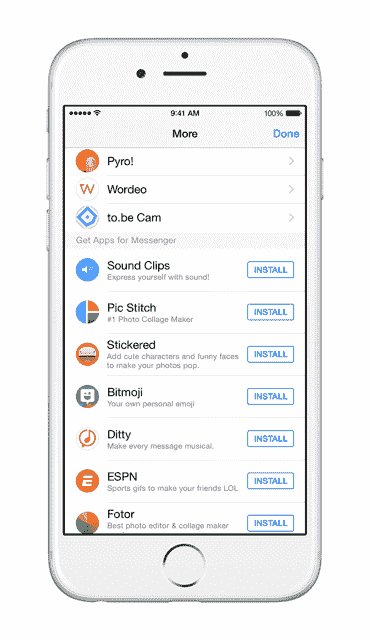 9:41 AM
100%
More
Done
Pyro!
Wordeo
to.be Cam
Get Apps for Messenger
Sound Clips
Express yourself with sound!
INSTALL
Pic Stitch
#1 Photo Collage Maker
INSTALL
Stickered
Add cute characters and funny faces
to make your photos pop.
INSTALL
Bitmoji
Your own personal emoji
INSTALL
Ditty
Make every message musical.
INSTALL
ESPN
Sports gifs to make your friends LOL
INSTALL
Fotor
Best photo editor & collage maker
INSTALL